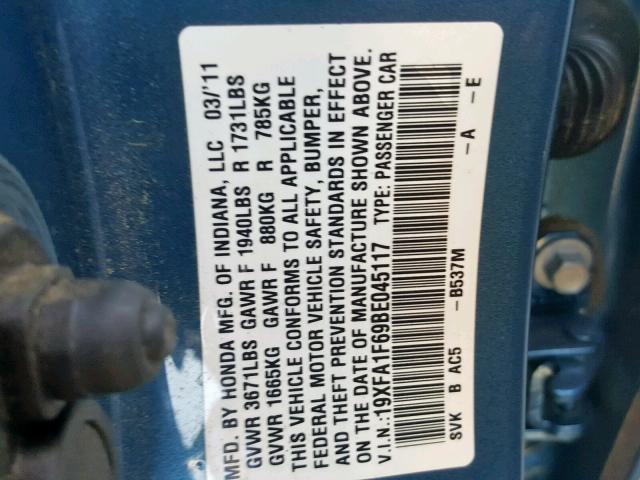 MFD. BY HONDA MFG. OF INDIANA, LLC 03/'11
GVWR 3671LBS GAWR F 1940LBS R 1731LBS
GVWR 1665KG GAWR F 880KG R 785KG
THIS VEHICLE CONFORMS TO ALL APPLICABLE
FEDERAL MOTOR VEHICLE SAFETY, BUMPER,
AND THEFT PREVENTION STANDARDS IN EFFECT
ON THE DATE OF MANUFACTURE SHOWN ABOVE.
V.I.N.:19XFA1F69BE045117 TYPE: PASSENGER CAR
SVK B AC5 -B537M -A -E